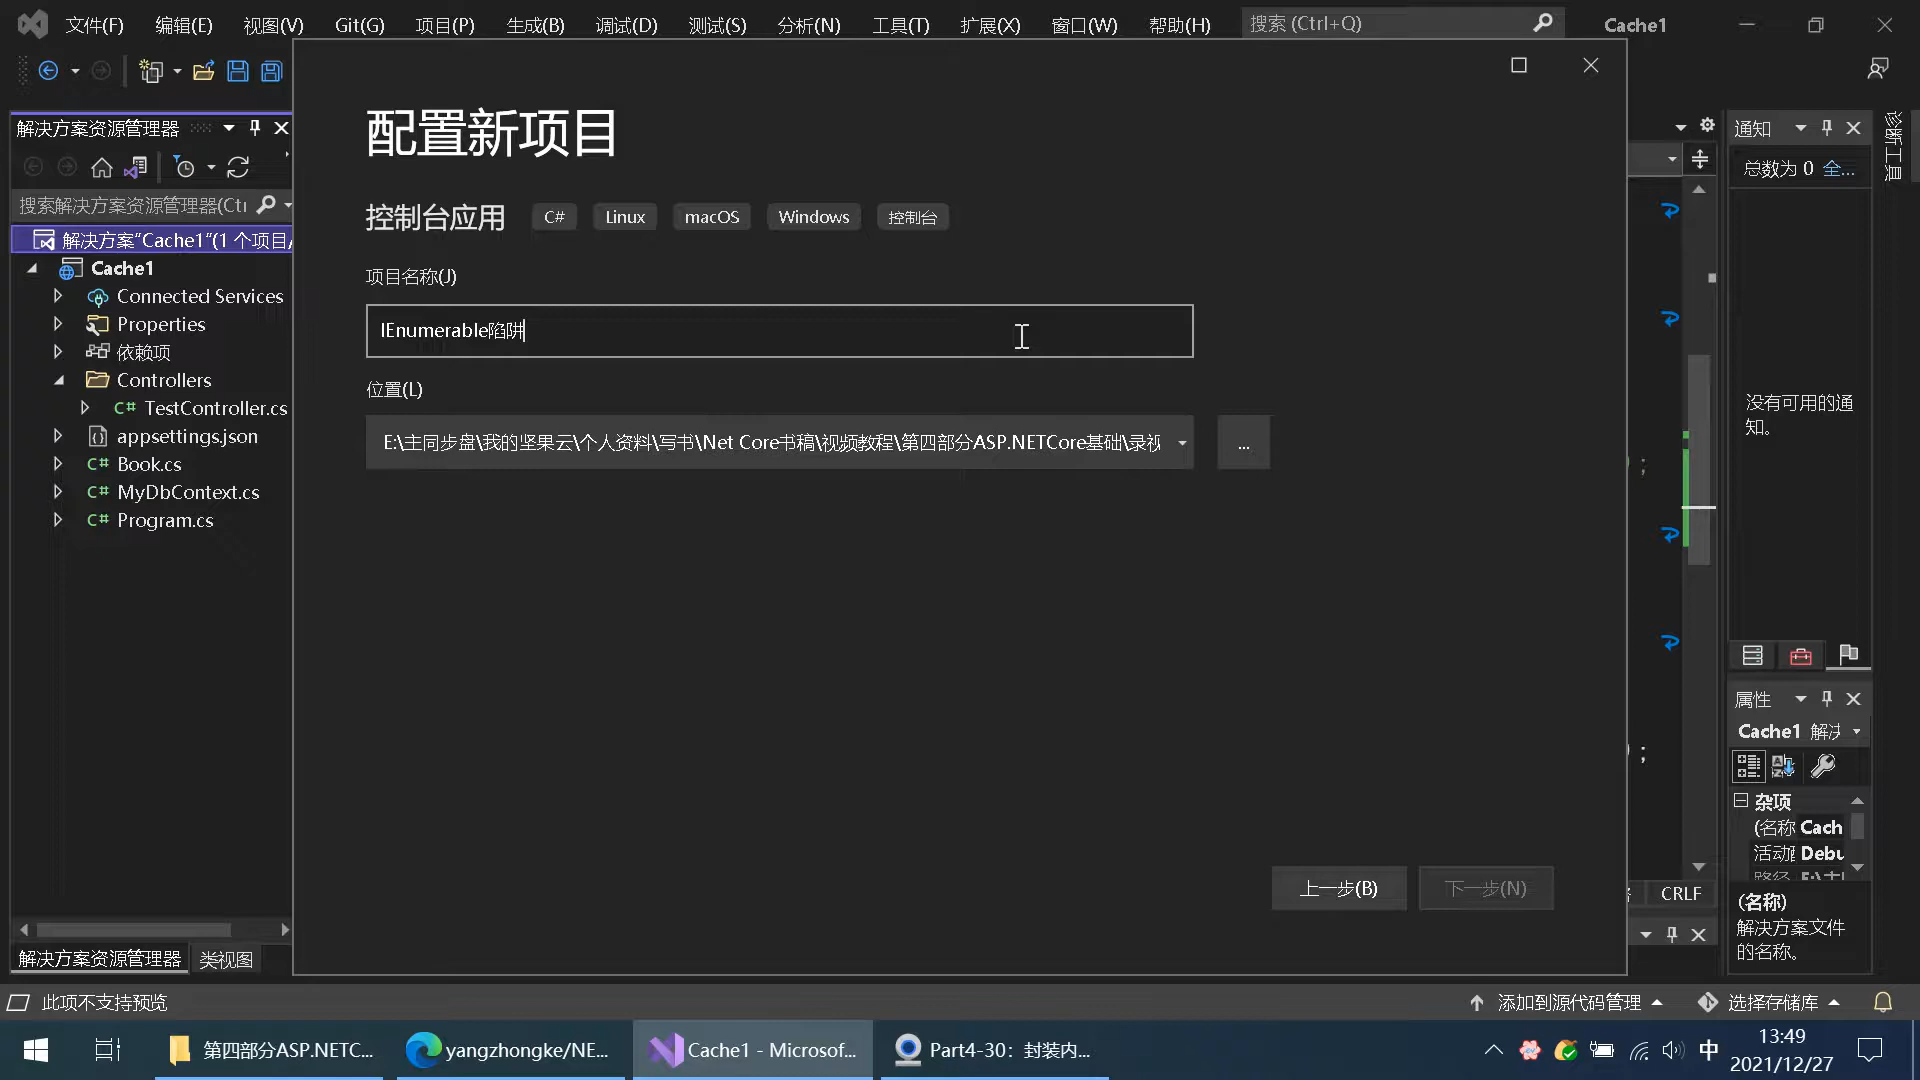 文件(F) 编辑(E) 视图(V) Git(G) 项目(P) 生成(B) 调试(D) 测试(S) 分析(N) 工具(T) 扩展(X) 窗口(W) 帮助(H) 搜索 (Ctrl+Q) Cache1
解决方案资源管理器
搜索解决方案资源管理器(Ctrl
解决方案"Cache1"(1 个项目
Cache1
Connected Services
Properties
依赖项
Controllers
C# TestController.cs
appsettings.json
C# Book.cs
C# MyDbContext.cs
C# Program.cs
解决方案资源管理器 类视图
配置新项目
控制台应用 C# Linux macOS Windows 控制台
项目名称(J)
IEnumerable陷阱
位置(L)
E:\主同步盘\我的坚果云\个人资料\写书\Net Core书稿\视频教程\第四部分ASP.NETCore基础\录视 ...
上一步(B) 下一步(N)
);
);
CRLF
通知
总数为 0 全...
没有可用的通
知。
诊断工具
属性
Cache1 解决
杂项
(名称 Cach
活动 Debu
(名称)
解决方案文件
的名称。
此项不支持预览 添加到源代码管理 选择存储库
第四部分ASP.NETC... yangzhongke/NE... Cache1 - Microsof... Part4-30：封装内... 中 13:49
2021/12/27